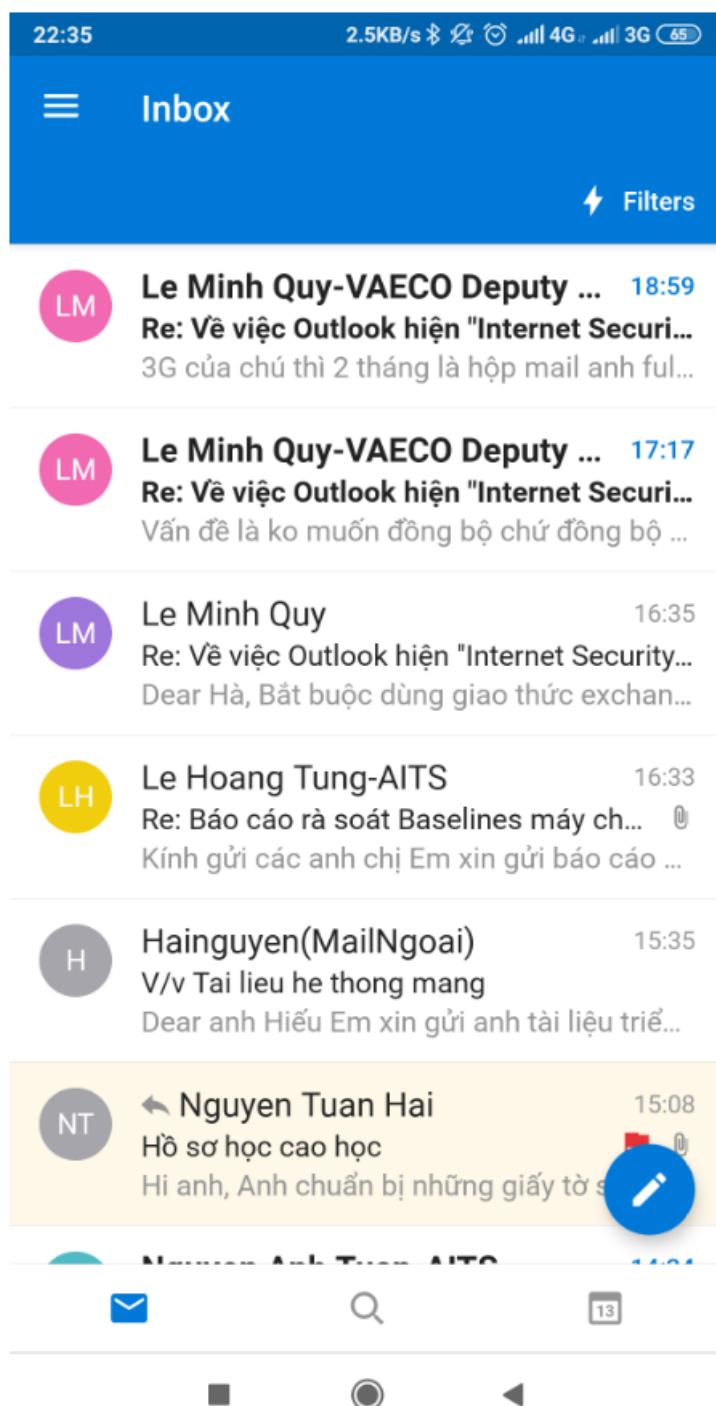 22:35 2.5KB/s 4G 3G 65
Inbox
Filters
LM
Le Minh Quy-VAECO Deputy ... 18:59
Re: Về việc Outlook hiện "Internet Securi...
3G của chú thì 2 tháng là hộp mail anh ful...
LM
Le Minh Quy-VAECO Deputy ... 17:17
Re: Về việc Outlook hiện "Internet Securi...
Vấn đề là ko muốn đồng bộ chứ đồng bộ ...
LM
Le Minh Quy 16:35
Re: Về việc Outlook hiện "Internet Security...
Dear Hà, Bắt buộc dùng giao thức exchan...
LH
Le Hoang Tung-AITS 16:33
Re: Báo cáo rà soát Baselines máy ch...
Kính gửi các anh chị Em xin gửi báo cáo ...
H
Hainguyen(MailNgoai) 15:35
V/v Tai lieu he thong mang
Dear anh Hiếu Em xin gửi anh tài liệu triể...
NT
Nguyen Tuan Hai 15:08
Hồ sơ học cao học
Hi anh, Anh chuẩn bị những giấy tờ s
Nguyen Anh Tuan-AITS
13